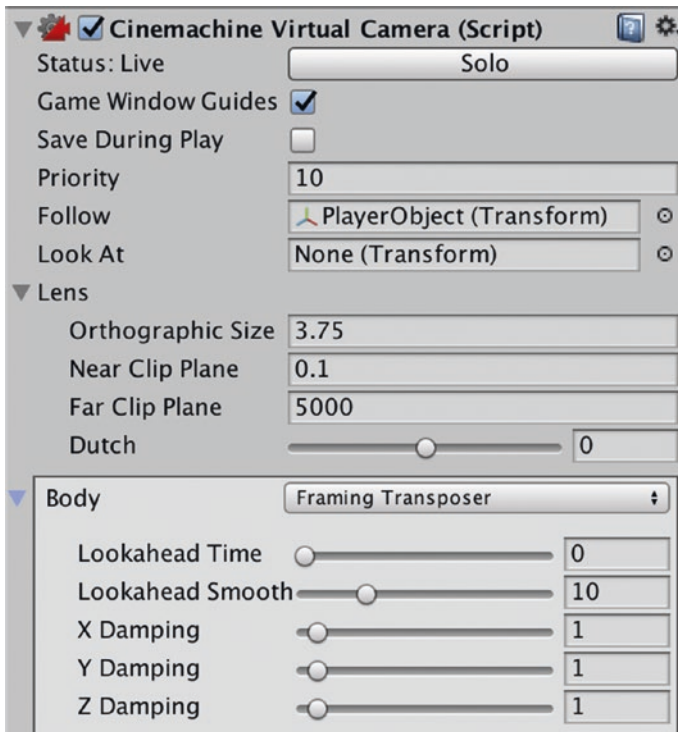 Cinemachine Virtual Camera (Script)
Status: Live Solo
Game Window Guides
Save During Play
Priority 10
Follow PlayerObject (Transform)
Look At None (Transform)
Lens
Orthographic Size 3.75
Near Clip Plane 0.1
Far Clip Plane 5000
Dutch 0
Body Framing Transposer
Lookahead Time 0
Lookahead Smooth 10
X Damping 1
Y Damping 1
Z Damping 1